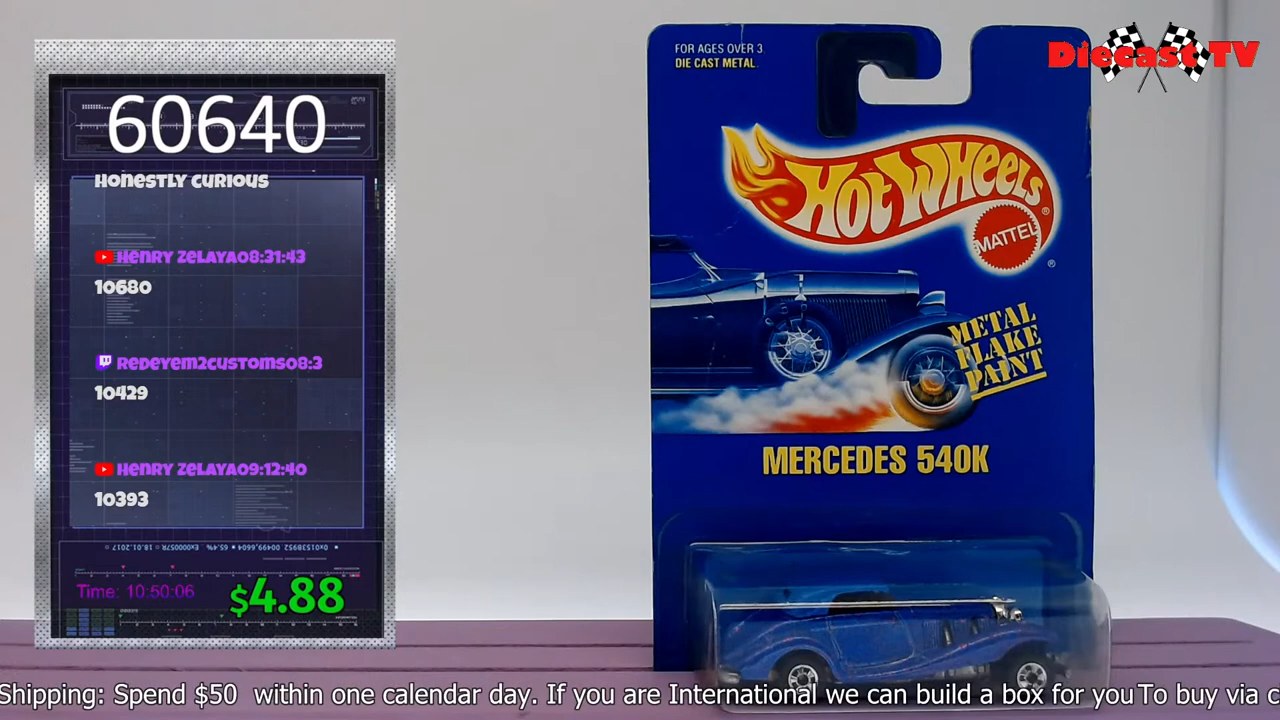 60640
Honestly Curious
Henry Zelaya08:31:43
10680
RedEyeM2Customs08:3
10429
Henry Zelaya09:12:40
10393
Time: 10:50:06
$4.88
FOR AGES OVER 3.
DIE CAST METAL.
Hot Wheels®
MATTEL
®
METAL
FLAKE
PAINT
MERCEDES 540K
Diecast TV
Shipping: Spend $50 within one calendar day. If you are International we can build a box for you To buy via c